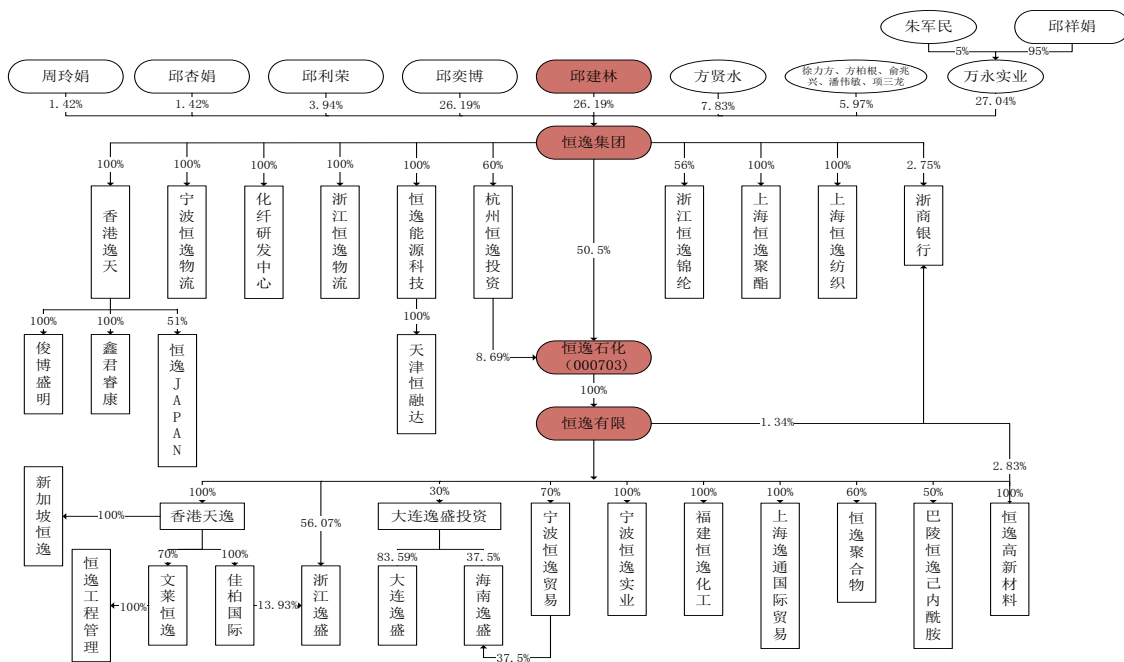 朱军民
邱祥娟
5%
95%
周玲娟
邱杏娟
邱利荣
邱奕博
邱建林
方贤水
徐力方、方柏根、俞兆
兴、潘伟敏、项三龙
万永实业
1.42%
1.42%
3.94%
26.19%
26.19%
7.83%
5.97%
27.04%
恒逸集团
100%
100%
100%
100%
100%
60%
56%
100%
100%
2.75%
香港逸天
宁波恒逸物流
化纤研发中心
浙江恒逸物流
恒逸能源科技
杭州恒逸投资
50.5%
浙江恒逸锦纶
上海恒逸聚酯
上海恒逸纺织
浙商银行
100%
100%
51%
100%
俊博盛明
鑫君睿康
恒逸JAPAN
天津恒融达
8.69%
恒逸石化
(000703)
100%
恒逸有限
1.34%
2.83%
新加坡恒逸
100%
100%
香港天逸
56.07%
30%
大连逸盛投资
70%
100%
100%
100%
60%
50%
100%
宁波恒逸贸易
宁波恒逸实业
福建恒逸化工
上海逸通国际贸易
恒逸聚合物
巴陵恒逸己内酰胺
恒逸高新材料
70%
100%
83.59%
37.5%
恒逸工程管理
100%
文莱恒逸
佳柏国际
13.93%
浙江逸盛
大连逸盛
海南逸盛
37.5%